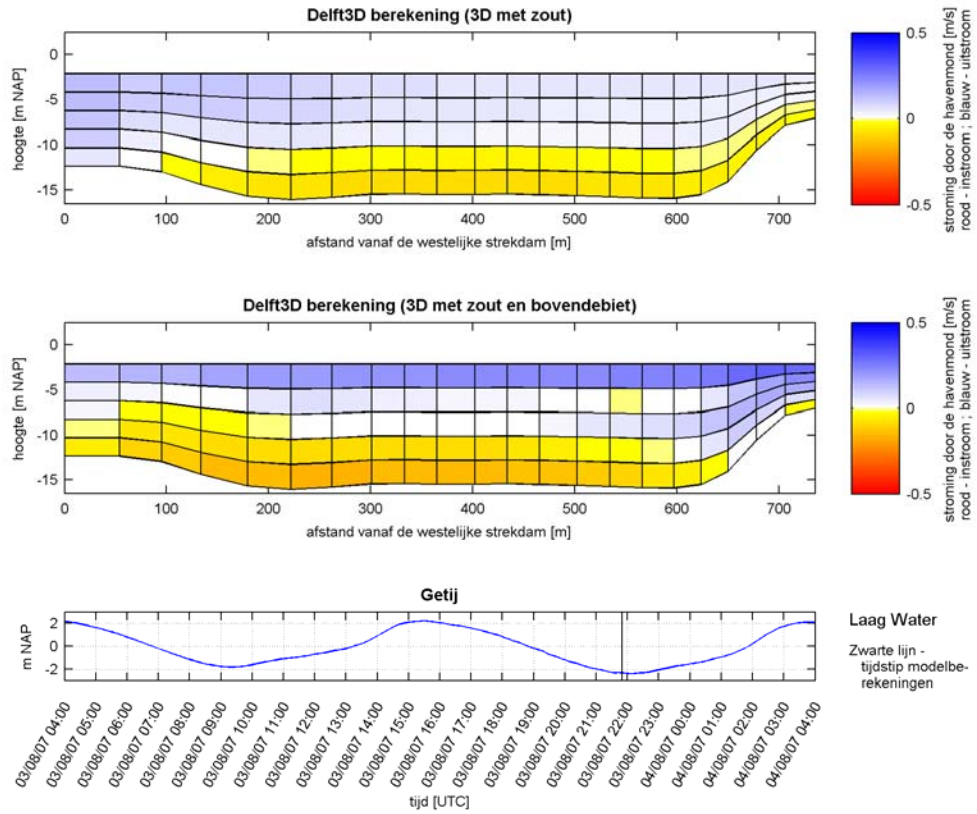 Delft3D berekening (3D met zout)
hoogte [m NAP]
0
-5
-10
-15
0 100 200 300 400 500 600 700
afstand vanaf de westelijke strekdam [m]
0.5
0
-0.5
stroming door de havenmond [m/s]
rood - instroom ; blauw - uitstroom
Delft3D berekening (3D met zout en bovendebiet)
hoogte [m NAP]
0
-5
-10
-15
0 100 200 300 400 500 600 700
afstand vanaf de westelijke strekdam [m]
0.5
0
-0.5
stroming door de havenmond [m/s]
rood - instroom ; blauw - uitstroom
Getij
m NAP
2
0
-2
03/08/07 04:00
03/08/07 05:00
03/08/07 06:00
03/08/07 07:00
03/08/07 08:00
03/08/07 09:00
03/08/07 10:00
03/08/07 11:00
03/08/07 12:00
03/08/07 13:00
03/08/07 14:00
03/08/07 15:00
03/08/07 16:00
03/08/07 17:00
03/08/07 18:00
03/08/07 19:00
03/08/07 20:00
03/08/07 21:00
03/08/07 22:00
03/08/07 23:00
04/08/07 00:00
04/08/07 01:00
04/08/07 02:00
04/08/07 03:00
04/08/07 04:00
tijd [UTC]
Laag Water
Zwarte lijn -
tijdstip modelbe-
rekeningen